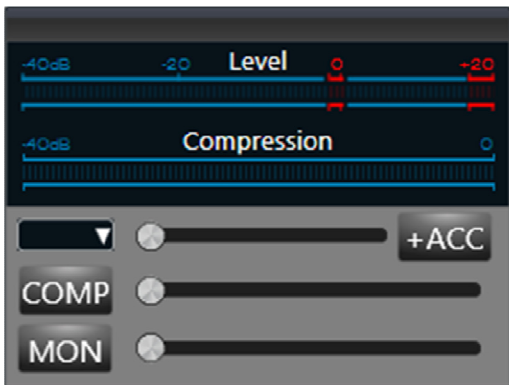 -40dB -20 Level 0 +20
-40dB Compression 0
+ACC
COMP
MON